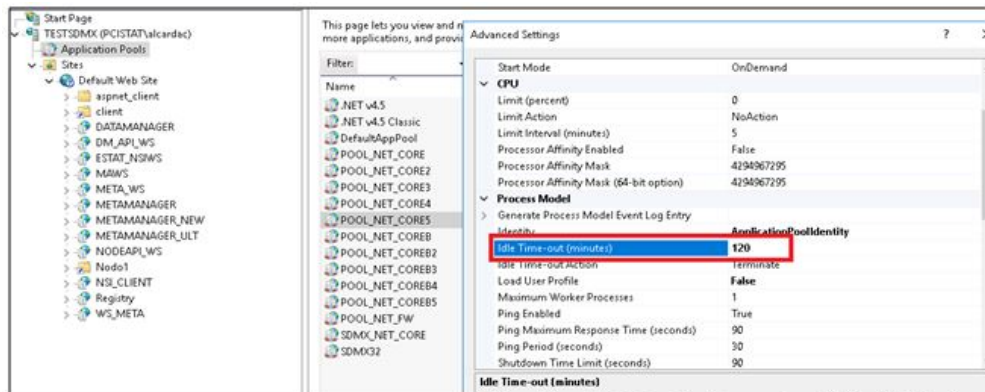 Start Page
TESTSDMX (PCISTAT\alcardac)
Application Pools
Sites
Default Web Site
aspnet_client
client
DATAMANAGER
DM_API_WS
ESTAT_NSIWS
MAWS
META_WS
METAMANAGER
METAMANAGER_NEW
METAMANAGER_ULT
NODEAPI_WS
Nodo1
NSI_CLIENT
Registry
WS_META
This page lets you view and
more applications, and
Filter:
Name
.NET v4.5
.NET v4.5 Classic
DefaultAppPool
POOL_NET_CORE
POOL_NET_CORE2
POOL_NET_CORE3
POOL_NET_CORE4
POOL_NET_CORE5
POOL_NET_COREB
POOL_NET_COREB2
POOL_NET_COREB3
POOL_NET_COREB4
POOL_NET_COREB5
POOL_NET_FW
SDMX_NET_CORE
SDMX32
Advanced Settings ?
Start Mode OnDemand
CPU
Limit (percent) 0
Limit Action NoAction
Limit Interval (minutes) 5
Processor Affinity Enabled False
Processor Affinity Mask 4294967295
Processor Affinity Mask (64-bit option) 4294967295
Process Model
Generate Process Model Event Log Entry
Identity ApplicationPoolIdentity
Idle Time-out (minutes) 120
Idle Time-out Action Terminate
Load User Profile False
Maximum Worker Processes 1
Ping Enabled True
Ping Maximum Response Time (seconds) 90
Ping Period (seconds) 30
Shutdown Time Limit (seconds) 90
Idle Time-out (minutes)